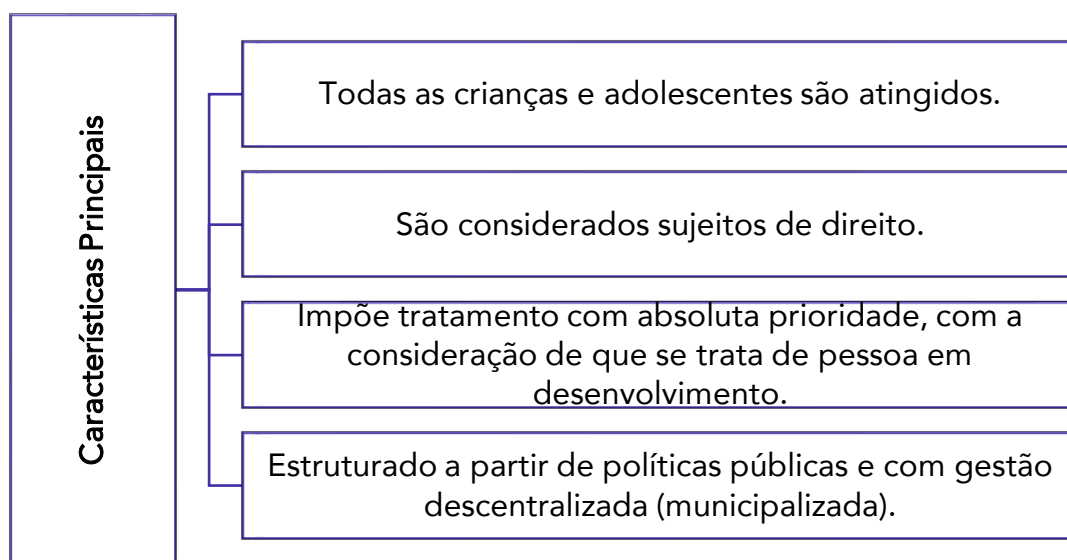 Características Principais
Todas as crianças e adolescentes são atingidos.
São considerados sujeitos de direito.
Impõe tratamento com absoluta prioridade, com a
consideração de que se trata de pessoa em
desenvolvimento.
Estruturado a partir de políticas públicas e com gestão
descentralizada (municipalizada).